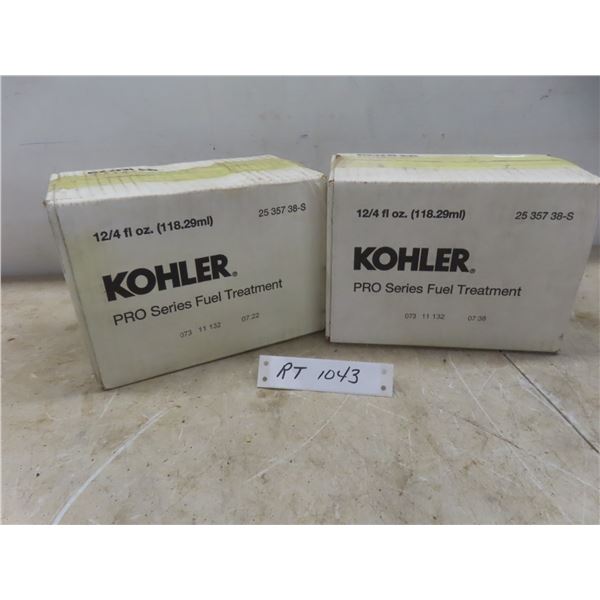 KOHLER
12/4 fl oz. (118.29ml) 25 357 38-S
KOHLER®
PRO Series Fuel Treatment
073 11 132 07:22
KOHLER
12/4 fl oz. (118.29ml) 25 357 38-S
KOHLER®
PRO Series Fuel Treatment
073 11 132 07:38
RT 1043